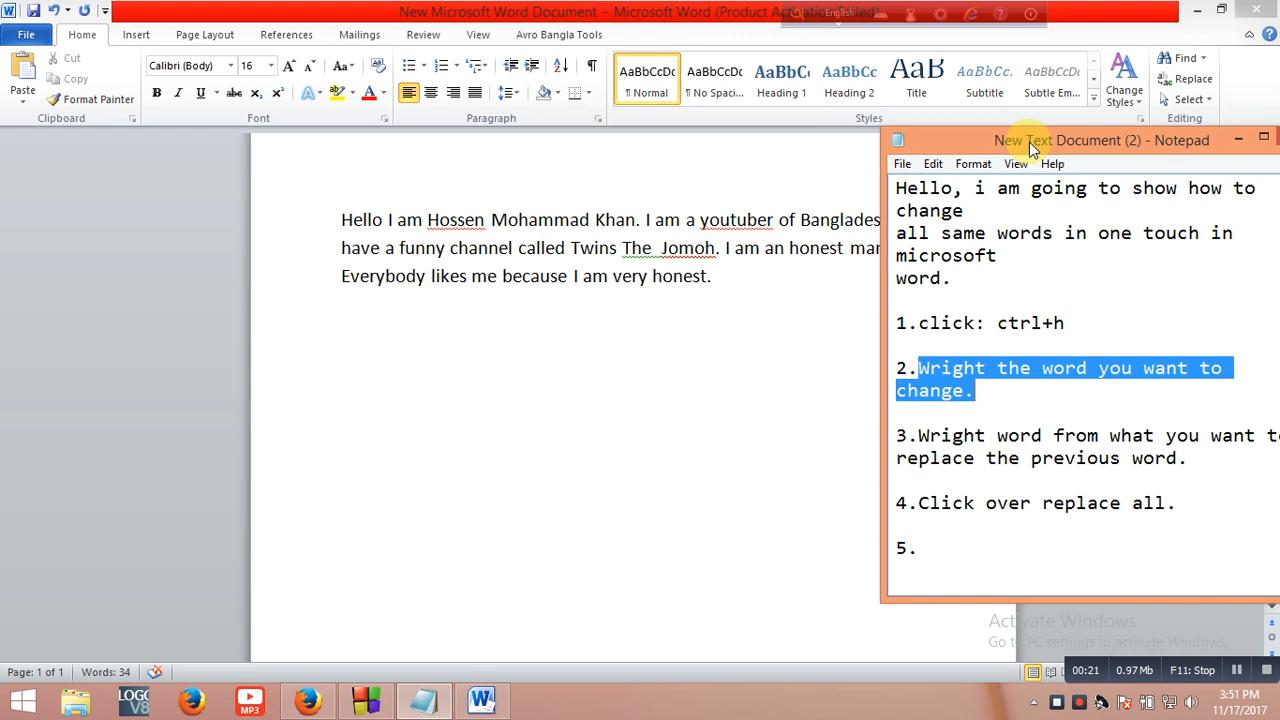 New Microsoft Word Document - Microsoft Word (Product Activation Failed)
English
File Home Insert Page Layout References Mailings Review View Avro Bangla Tools
Paste
Cut
Copy
Format Painter
Clipboard
Calibri (Body) 16
Font
Paragraph
AaBbCcDc AaBbCcDc AaBbCc AaBbCc AaB AaBbCcDc AaBbCcDc
¶ Normal ¶ No Spaci... Heading 1 Heading 2 Title Subtitle Subtle Em...
Change Styles
Styles
Find
Replace
Select
Editing
Hello I am Hossen Mohammad Khan. I am a youtuber of Banglades
have a funny channel called Twins The Jomoh. I am an honest man
Everybody likes me because I am very honest.
New Text Document (2) - Notepad
File Edit Format View Help
Hello, i am going to show how to
change
all same words in one touch in
microsoft
word.
1.click: ctrl+h
2.Wright the word you want to
change.
3.Wright word from what you want to
replace the previous word.
4.Click over replace all.
5.
Activate Windows
Go to PC settings to activate Windows.
Page: 1 of 1 Words: 34
00:21 0.97 Mb F11: Stop
LOGO V8
MP3
3:51 PM
11/17/2017